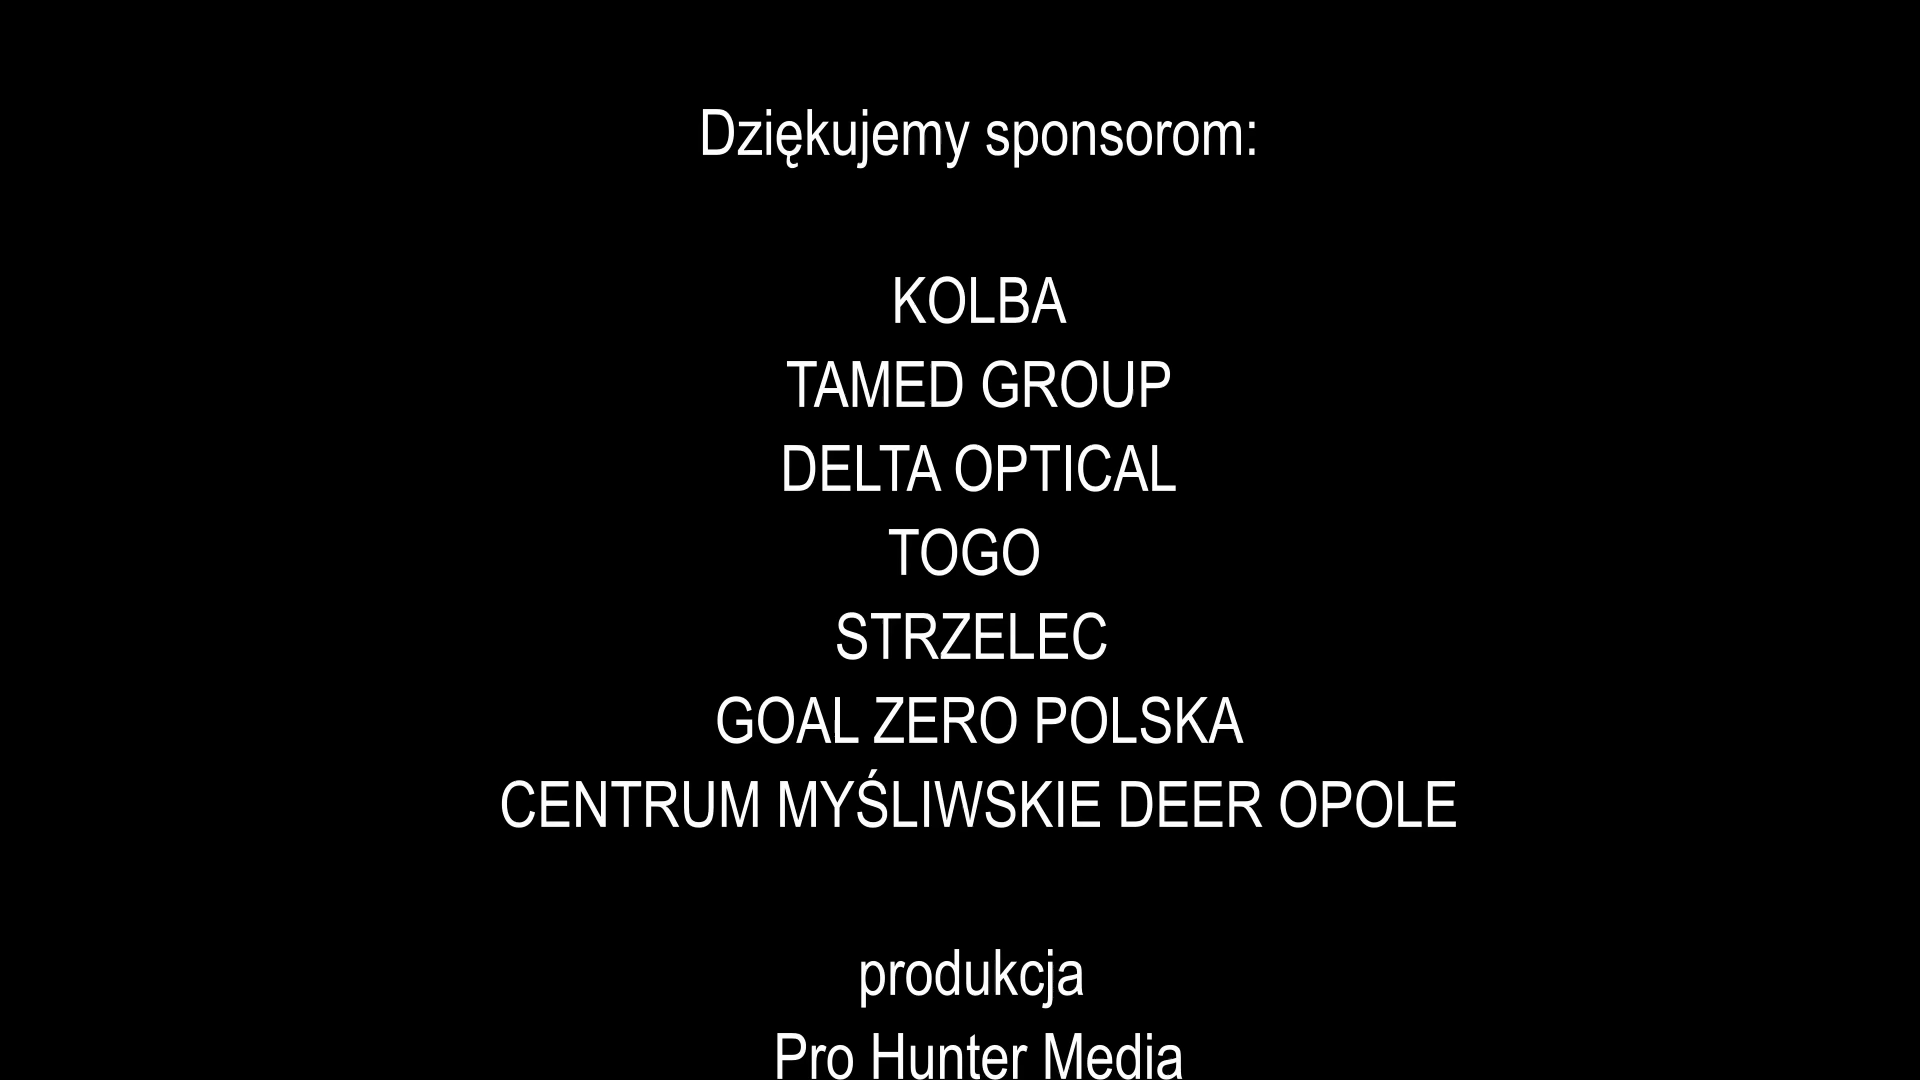 Dziękujemy sponsorom:
KOLBA
TAMED GROUP
DELTA OPTICAL
TOGO
STRZELEC
GOAL ZERO POLSKA
CENTRUM MYŚLIWSKIE DEER OPOLE
produkcja
Pro Hunter Media